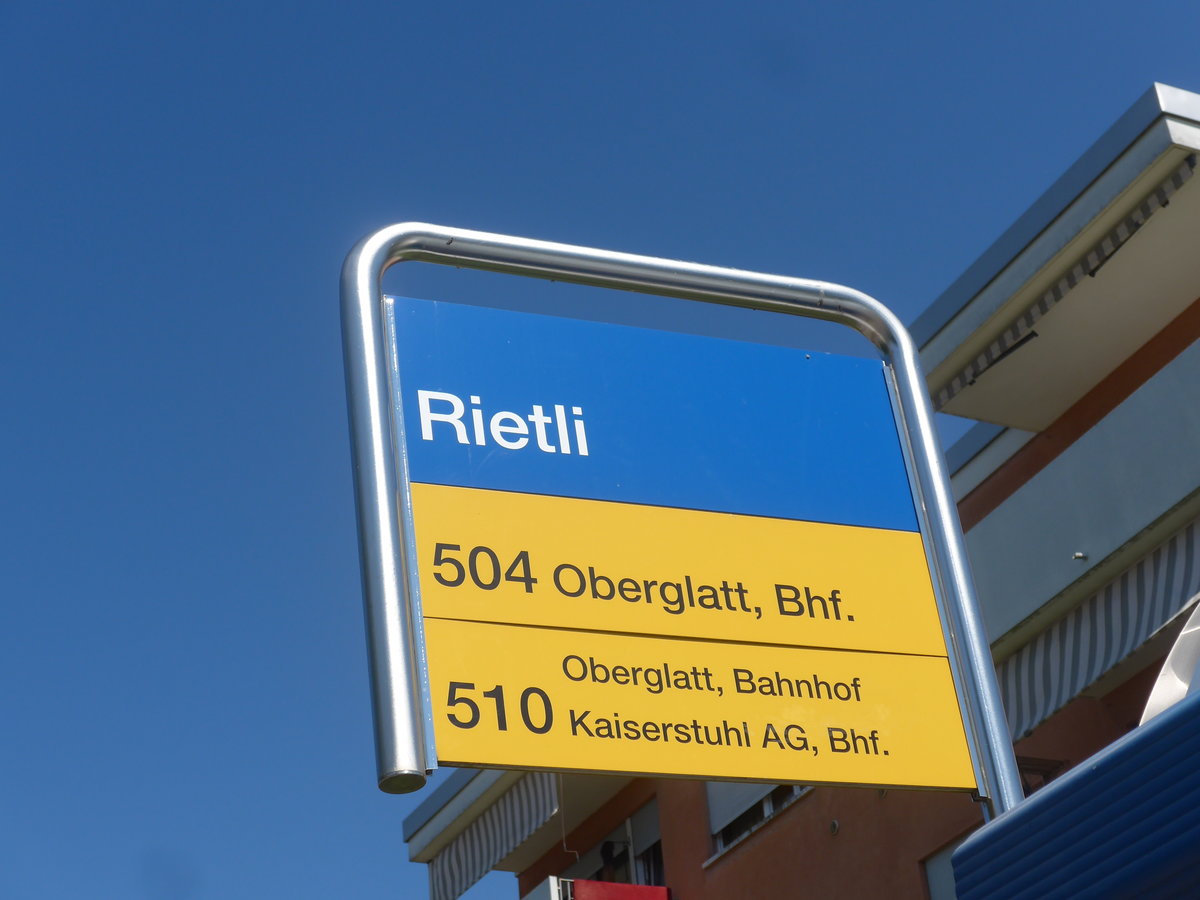 Rietli
504 Oberglatt, Bhf.
Oberglatt, Bahnhof
510 Kaiserstuhl AG, Bhf.